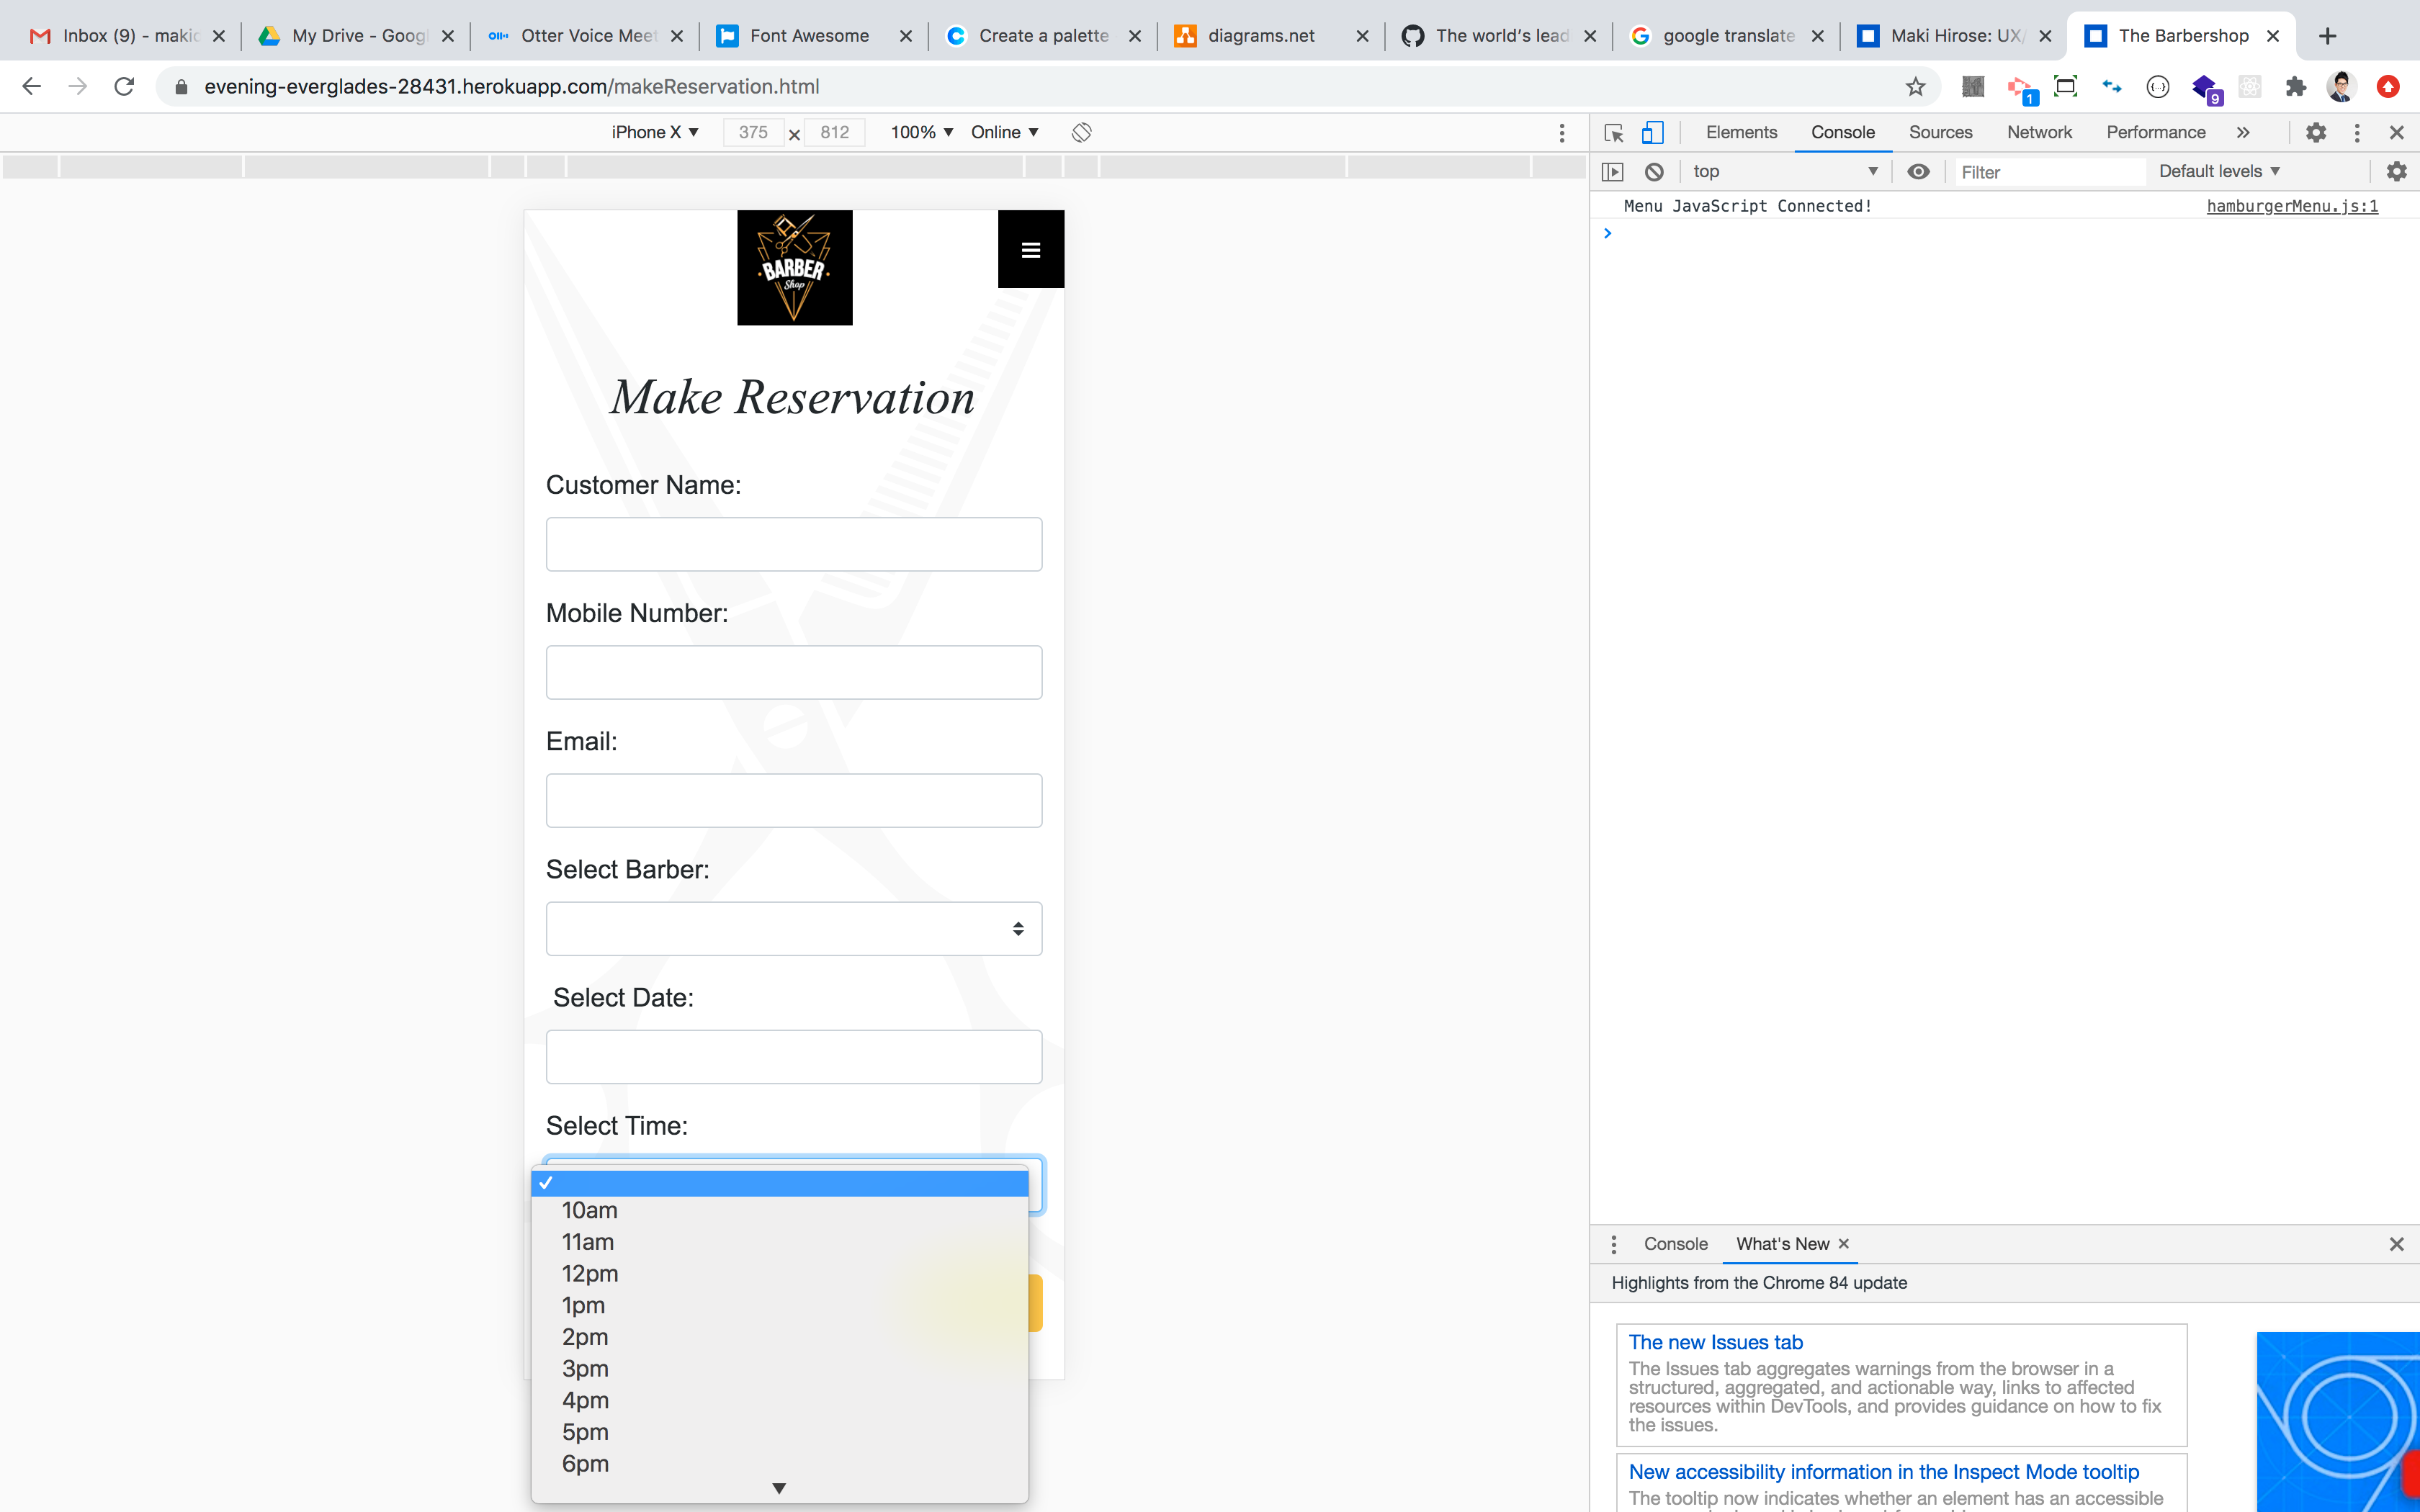 Inbox (9) - maki
My Drive - Googl
Otter Voice Meet
Font Awesome
Create a palette
diagrams.net
The world's lead
google translate
Maki Hirose: UX/
The Barbershop
evening-everglades-28431.herokuapp.com/makeReservation.html
1
9
iPhone X
375
812
100%
Online
Elements
Console
Sources
Network
Performance
top
Filter
Default levels
Menu JavaScript Connected!
hamburgerMenu.js:1
BARBER
Shop
Make Reservation
Customer Name:
Mobile Number:
Email:
Select Barber:
Select Date:
Select Time:
10am
11am
12pm
1pm
2pm
3pm
4pm
5pm
6pm
Console
What's New
Highlights from the Chrome 84 update
The new Issues tab
The Issues tab aggregates warnings from the browser in a
structured, aggregated, and actionable way, links to affected
resources within DevTools, and provides guidance on how to fix
the issues.
New accessibility information in the Inspect Mode tooltip
The tooltip now indicates whether an element has an accessible